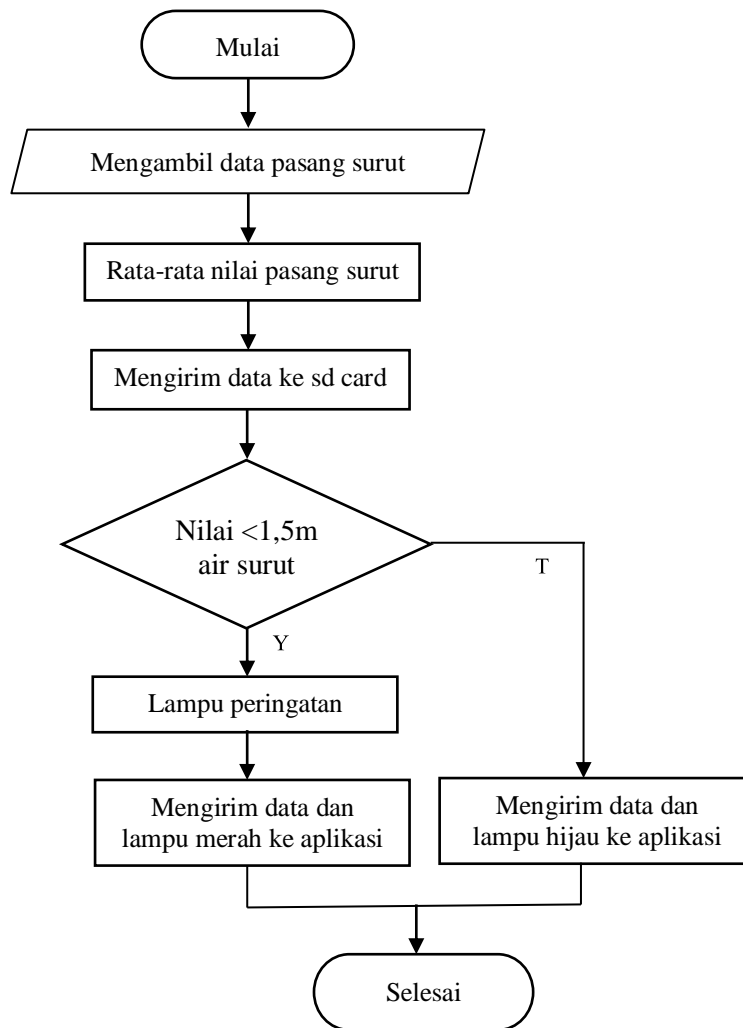 Mulai
Mengambil data pasang surut
Rata-rata nilai pasang surut
Mengirim data ke sd card
Nilai <1,5m
air surut
T
Y
Lampu peringatan
Mengirim data dan
lampu merah ke aplikasi
Mengirim data dan
lampu hijau ke aplikasi
Selesai